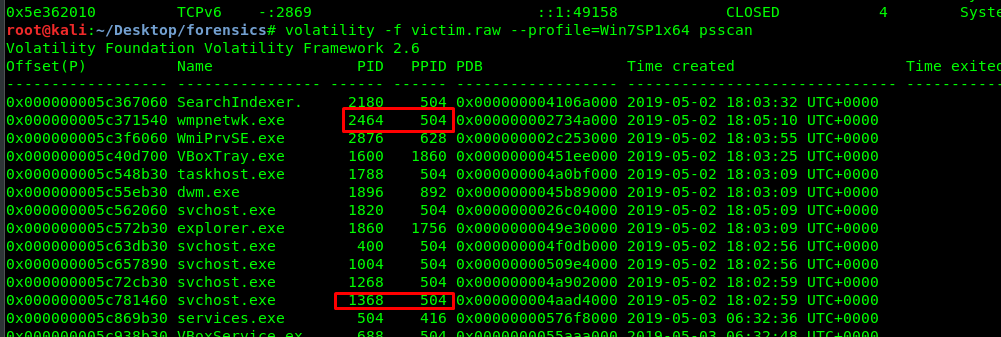 0x5e362010 TCPv6 -:2869 ::1:49158 CLOSED 4 Syste
root@kali:~/Desktop/forensics# volatility -f victim.raw --profile=Win7SP1x64 psscan
Volatility Foundation Volatility Framework 2.6
Offset(P) Name PID PPID PDB Time created Time exited
------------------ ---------------- ------ ------ ------------------ ------------------------------ ----------
0x000000005c367060 SearchIndexer. 2180 504 0x000000004106a000 2019-05-02 18:03:32 UTC+0000
0x000000005c371540 wmpnetwk.exe 2464 504 0x000000002734a000 2019-05-02 18:05:10 UTC+0000
0x000000005c3f6060 WmiPrvSE.exe 2876 628 0x000000002c253000 2019-05-02 18:03:55 UTC+0000
0x000000005c40d700 VBoxTray.exe 1600 1860 0x00000000451ee000 2019-05-02 18:03:25 UTC+0000
0x000000005c548b30 taskhost.exe 1788 504 0x000000004a0bf000 2019-05-02 18:03:09 UTC+0000
0x000000005c55eb30 dwm.exe 1896 892 0x0000000045b89000 2019-05-02 18:03:09 UTC+0000
0x000000005c562060 svchost.exe 1820 504 0x0000000026c04000 2019-05-02 18:05:09 UTC+0000
0x000000005c572b30 explorer.exe 1860 1756 0x0000000049e30000 2019-05-02 18:03:09 UTC+0000
0x000000005c63db30 svchost.exe 400 504 0x000000004f0db000 2019-05-02 18:02:56 UTC+0000
0x000000005c657890 svchost.exe 1004 504 0x00000000509e4000 2019-05-02 18:02:56 UTC+0000
0x000000005c72cb30 svchost.exe 1268 504 0x000000004a902000 2019-05-02 18:02:59 UTC+0000
0x000000005c781460 svchost.exe 1368 504 0x000000004aad4000 2019-05-02 18:02:59 UTC+0000
0x000000005c869b30 services.exe 504 416 0x00000000576f8000 2019-05-03 06:32:36 UTC+0000
0x000000005c938b30 VBoxService.ex 688 504 0x0000000055aaa000 2019-05-03 06:32:48 UTC+0000